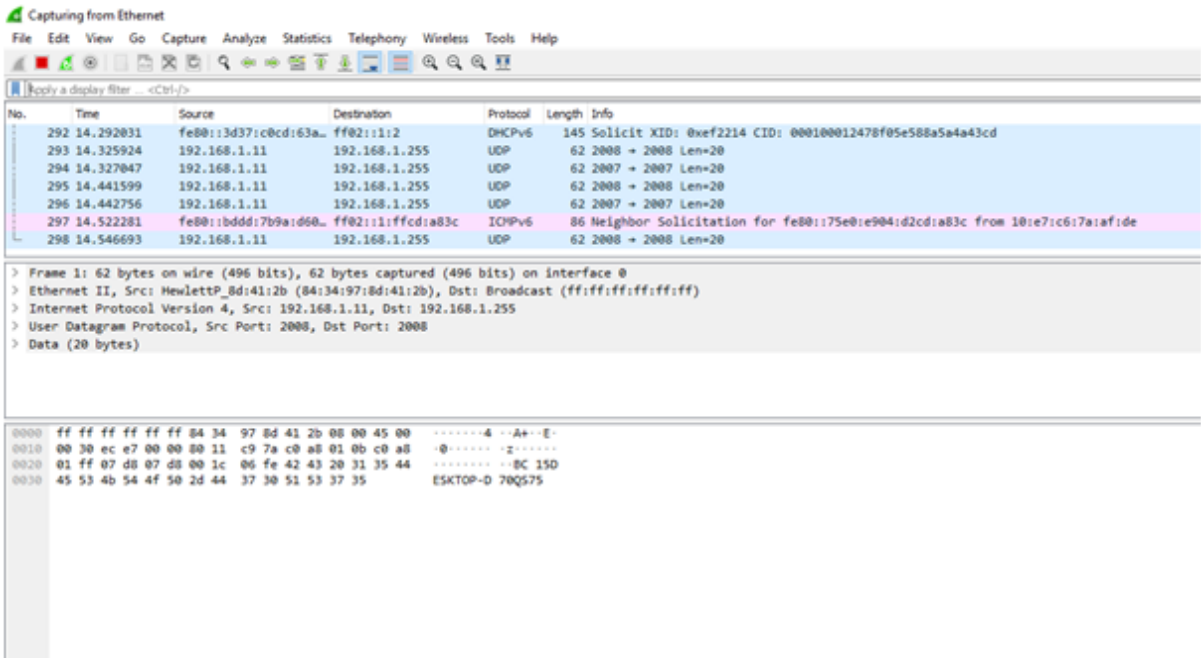 Capturing from Ethernet
File Edit View Go Capture Analyze Statistics Telephony Wireless Tools Help
Apply a display filter ... <Ctrl-/>
No. Time Source Destination Protocol Length Info
292 14.292031 fe80::3d37:c0cd:63a… ff02::1:2 DHCPv6 145 Solicit XID: 0xef2214 CID: 000100012478f05e588a5a4a43cd
293 14.325924 192.168.1.11 192.168.1.255 UDP 62 2008 → 2008 Len=20
294 14.327047 192.168.1.11 192.168.1.255 UDP 62 2007 → 2007 Len=20
295 14.441599 192.168.1.11 192.168.1.255 UDP 62 2008 → 2008 Len=20
296 14.442756 192.168.1.11 192.168.1.255 UDP 62 2007 → 2007 Len=20
297 14.522281 fe80::bddd:7b9a:d60… ff02::1:ffcd:a83c ICMPv6 86 Neighbor Solicitation for fe80::75e0:e904:d2cd:a83c from 10:e7:c6:7a:af:de
298 14.546693 192.168.1.11 192.168.1.255 UDP 62 2008 → 2008 Len=20
> Frame 1: 62 bytes on wire (496 bits), 62 bytes captured (496 bits) on interface 0
> Ethernet II, Src: HewlettP_8d:41:2b (84:34:97:8d:41:2b), Dst: Broadcast (ff:ff:ff:ff:ff:ff)
> Internet Protocol Version 4, Src: 192.168.1.11, Dst: 192.168.1.255
> User Datagram Protocol, Src Port: 2008, Dst Port: 2008
> Data (20 bytes)
0000 ff ff ff ff ff ff 84 34 97 8d 41 2b 08 00 45 00 ·······4 ··A+··E·
0010 00 30 ec e7 00 00 80 11 c9 7a c0 a8 01 0b c0 a8 ·0······ ·z······
0020 01 ff 07 d8 07 d8 00 1c 06 fe 42 43 20 31 35 44 ········ ··BC 15D
0030 45 53 4b 54 4f 50 2d 44 37 30 51 53 37 35 ESKTOP-D 70QS75